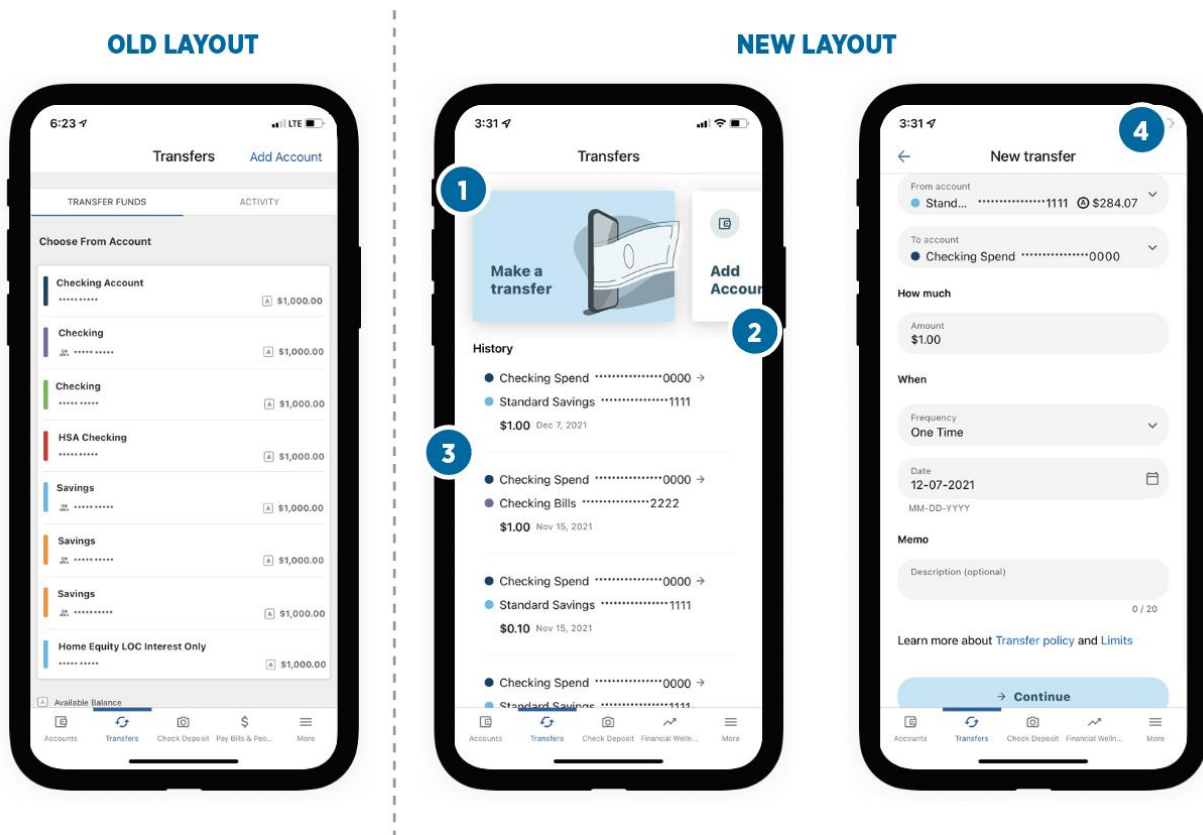 OLD LAYOUT
NEW LAYOUT
6:23
LTE
Transfers Add Account
TRANSFER FUNDS ACTIVITY
Choose From Account
Checking Account
•••••••••• A $1,000.00
Checking
••••• ••••• A $1,000.00
Checking
••••• ••••• A $1,000.00
HSA Checking
•••••••••• A $1,000.00
Savings
•••••••••• A $1,000.00
Savings
••••• ••••• A $1,000.00
Savings
•••••••••• A $1,000.00
Home Equity LOC Interest Only
••••• ••••• A $1,000.00
A Available Balance
Accounts Transfers Check Deposit Pay Bills & Peo... More
3:31
Transfers
1
Make a
transfer
Add
Accoun
2
History
Checking Spend ••••••••••••••••0000 →
Standard Savings ••••••••••••••••1111
$1.00 Dec 7, 2021
3
Checking Spend ••••••••••••••••0000 →
Checking Bills ••••••••••••••••2222
$1.00 Nov 15, 2021
Checking Spend ••••••••••••••••0000 →
Standard Savings ••••••••••••••••1111
$0.10 Nov 15, 2021
Checking Spend ••••••••••••••••0000 →
Standard Savings ••••••••••••••••1111
Accounts Transfers Check Deposit Financial Welln... More
3:31
4
← New transfer
From account
Stand... ••••••••••••••••1111 A $284.07
To account
Checking Spend ••••••••••••••••0000
How much
Amount
$1.00
When
Frequency
One Time
Date
12-07-2021
MM-DD-YYYY
Memo
Description (optional)
0 / 20
Learn more about Transfer policy and Limits
→ Continue
Accounts Transfers Check Deposit Financial Welln... More